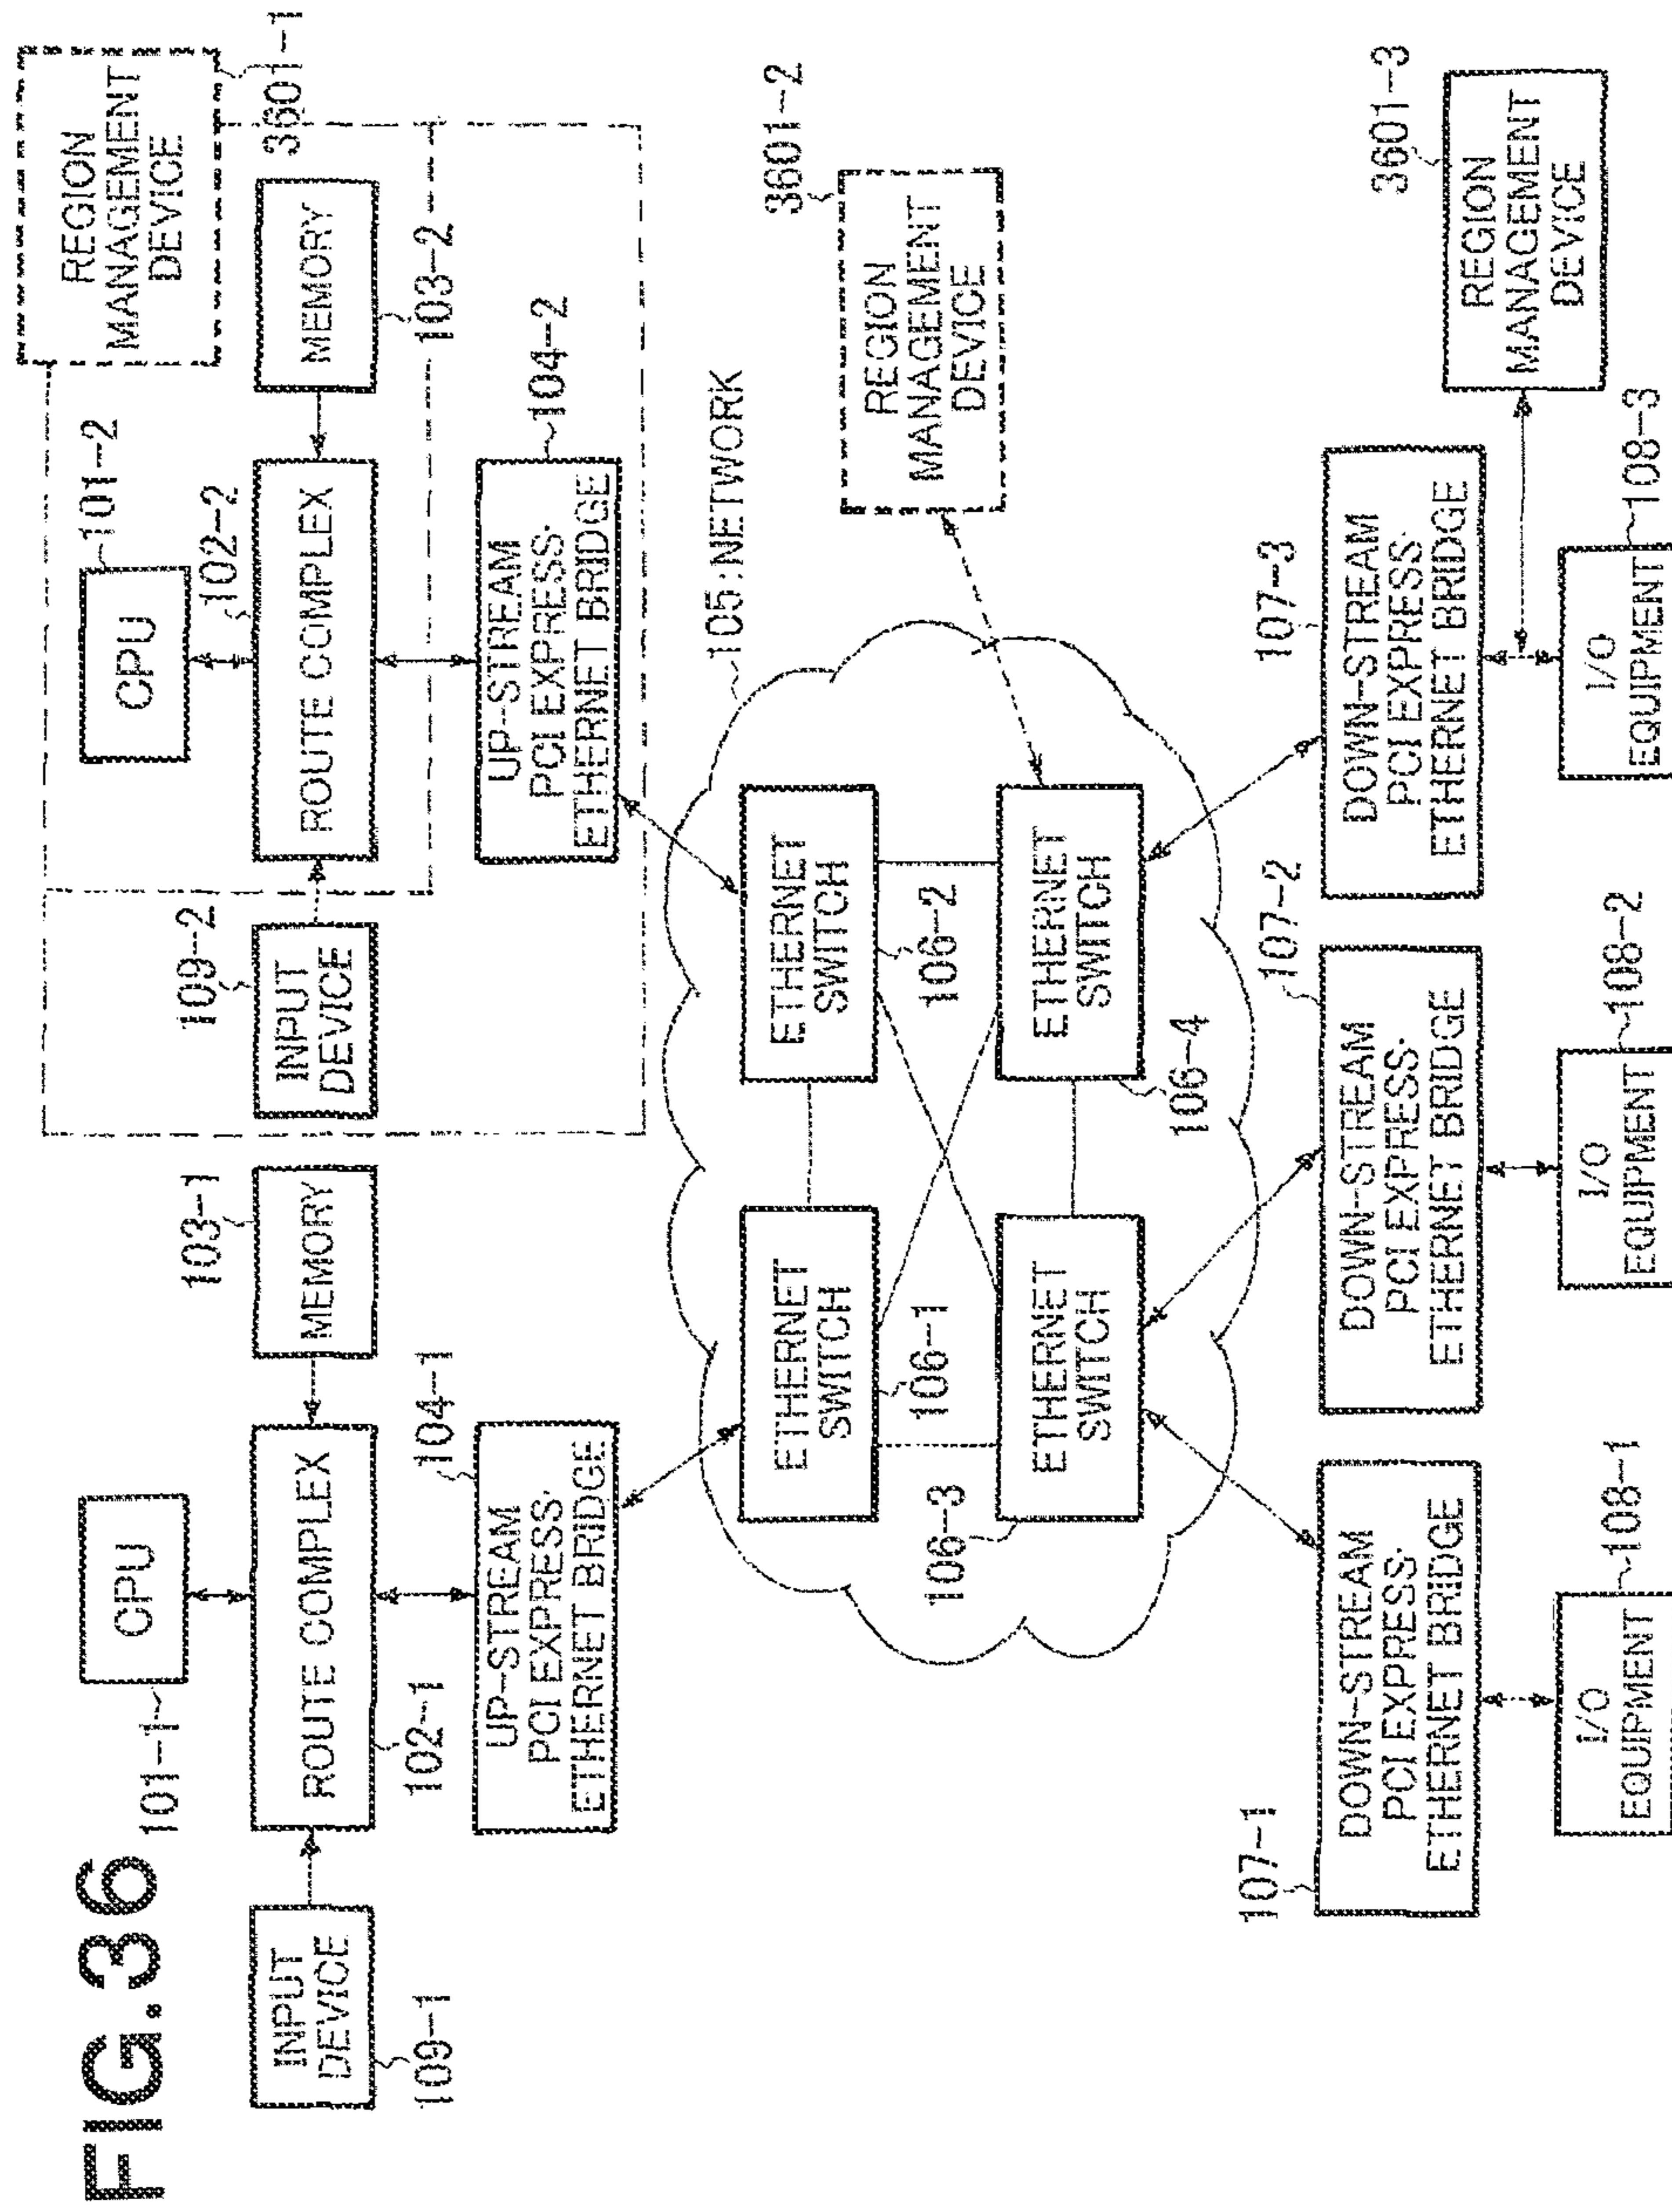 FIG.36
101-1
CPU
103-1
109-2
101-2
CPU
102-2
REGION
MANAGEMENT
DEVICE
3601-1
INPUT
DEVICE
109-1
ROUTE COMPLEX
102-1
MEMORY
INPUT
DEVICE
ROUTE COMPLEX
MEMORY
103-2
104-1
UP-STREAM
PCI EXPRESS·
ETHERNET BRIDGE
UP-STREAM
PCI EXPRESS·
ETHERNET BRIDGE
104-2
105:NETWORK
ETHERNET
SWITCH
106-1
ETHERNET
SWITCH
106-2
3601-2
REGION
MANAGEMENT
DEVICE
106-3
ETHERNET
SWITCH
ETHERNET
SWITCH
106-4
107-1
DOWN-STREAM
PCI EXPRESS·
ETHERNET BRIDGE
107-2
DOWN-STREAM
PCI EXPRESS·
ETHERNET BRIDGE
107-3
DOWN-STREAM
PCI EXPRESS·
ETHERNET BRIDGE
3601-3
REGION
MANAGEMENT
DEVICE
I/O
EQUIPMENT
108-1
I/O
EQUIPMENT
108-2
I/O
EQUIPMENT
108-3